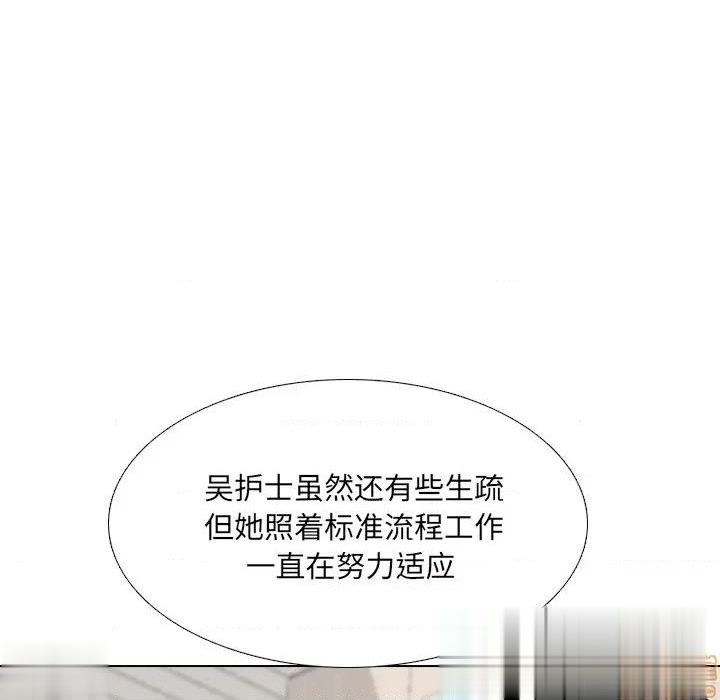 吴护士虽然还有些生疏
但她照着标准流程工作
一直在努力适应